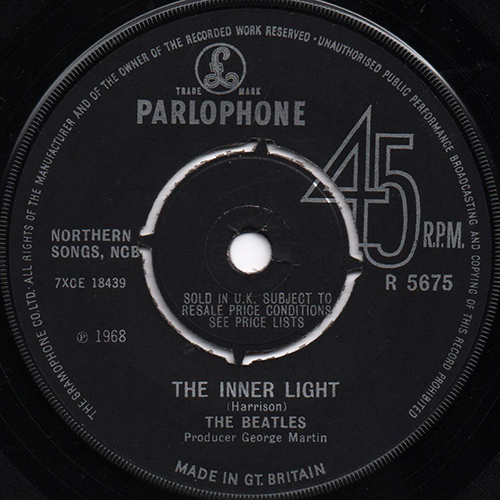 THE GRAMOPHONE CO.LTD. ALL RIGHTS OF THE MANUFACTURER AND OF THE OWNER OF THE RECORDED WORK RESERVED · UNAUTHORISED PUBLIC PERFORMANCE BROADCASTING AND COPYING OF THIS RECORD PROHIBITED
£
TRADE MARK
PARLOPHONE
45
R.P.M.
NORTHERN
SONGS, NCB
7XCE 18439
R 5675
SOLD IN U.K. SUBJECT TO
RESALE PRICE CONDITIONS
SEE PRICE LISTS
℗ 1968
THE INNER LIGHT
(Harrison)
THE BEATLES
Producer George Martin
MADE IN GT. BRITAIN